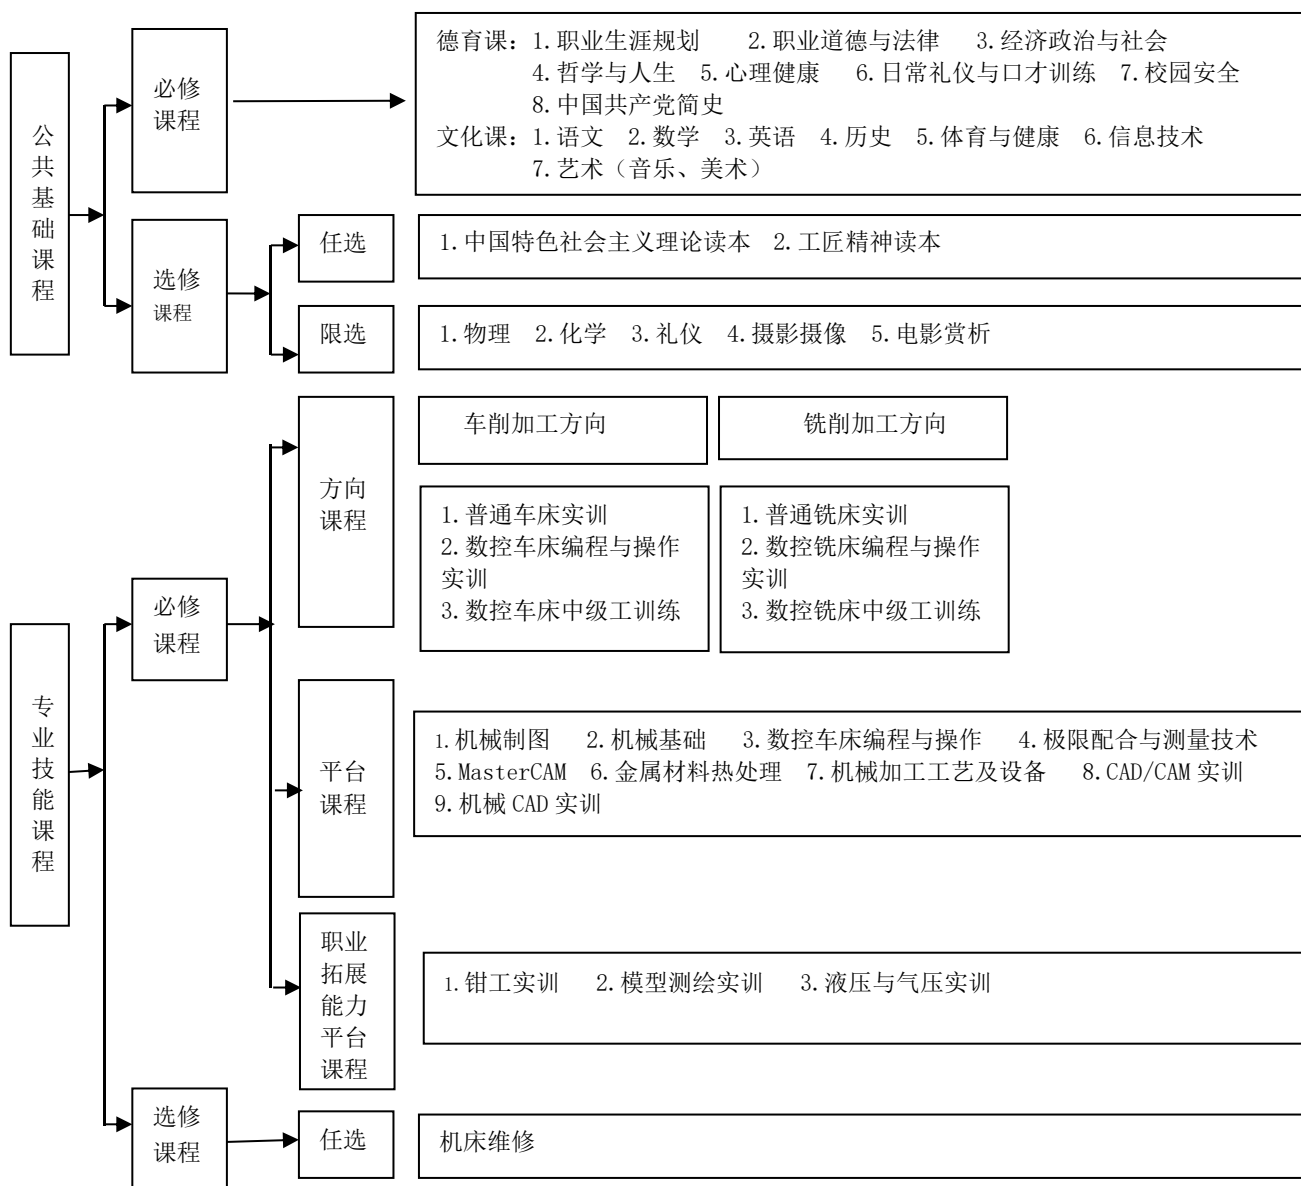 公共基础课程
必修
课程
德育课：1.职业生涯规划 2.职业道德与法律 3.经济政治与社会
4.哲学与人生 5.心理健康 6.日常礼仪与口才训练 7.校园安全
8.中国共产党简史
文化课：1.语文 2.数学 3.英语 4.历史 5.体育与健康 6.信息技术
7.艺术（音乐、美术）
选修
课程
任选
1.中国特色社会主义理论读本 2.工匠精神读本
限选
1.物理 2.化学 3.礼仪 4.摄影摄像 5.电影赏析
专业技能课程
必修
课程
方向
课程
车削加工方向
铣削加工方向
1.普通车床实训
2.数控车床编程与操作
实训
3.数控车床中级工训练
1.普通铣床实训
2.数控铣床编程与操作
实训
3.数控铣床中级工训练
平台
课程
1.机械制图 2.机械基础 3.数控车床编程与操作 4.极限配合与测量技术
5.MasterCAM 6.金属材料热处理 7.机械加工工艺及设备 8.CAD/CAM 实训
9.机械 CAD 实训
职业
拓展
能力
平台
课程
1.钳工实训 2.模型测绘实训 3.液压与气压实训
选修
课程
任选
机床维修